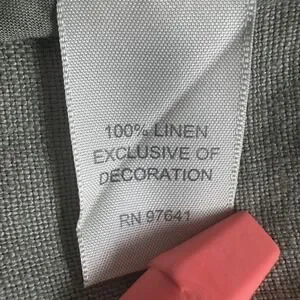 100% LINEN
EXCLUSIVE OF
DECORATION
RN 97641